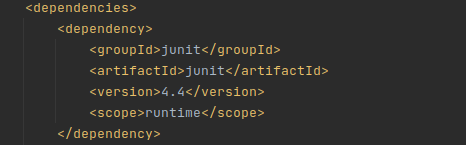 <dependencies>
<dependency>
<groupId>junit</groupId>
<artifactId>junit</artifactId>
<version>4.4</version>
<scope>runtime</scope>
</dependency>